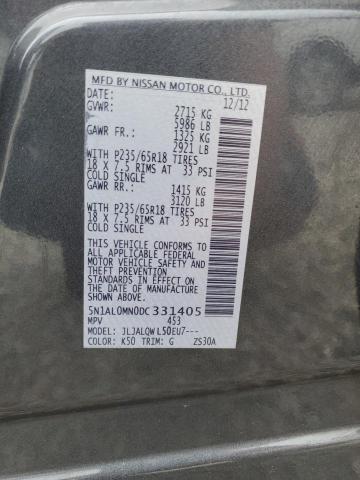 MFD BY NISSAN MOTOR CO., LTD.
DATE: 12/12
GVWR: 2715 KG
5986 LB
GAWR FR.: 1325 KG
2921 LB
WITH P235/65R18 TIRES
18 X 7.5 RIMS AT 33 PSI
COLD SINGLE
GAWR RR.: 1415 KG
3120 LB
WITH P235/65R18 TIRES
18 X 7.5 RIMS AT 33 PSI
COLD SINGLE
THIS VEHICLE CONFORMS TO
ALL APPLICABLE FEDERAL
MOTOR VEHICLE SAFETY
STANDARDS IN EFFECT ON
THE DATE OF MANUFACTURE
SHOWN ABOVE.
5N1AL0MN0DC331405
MPV 453
MODEL: JLJALQWL50EU7---
COLOR: K50 TRIM: G ZS30A